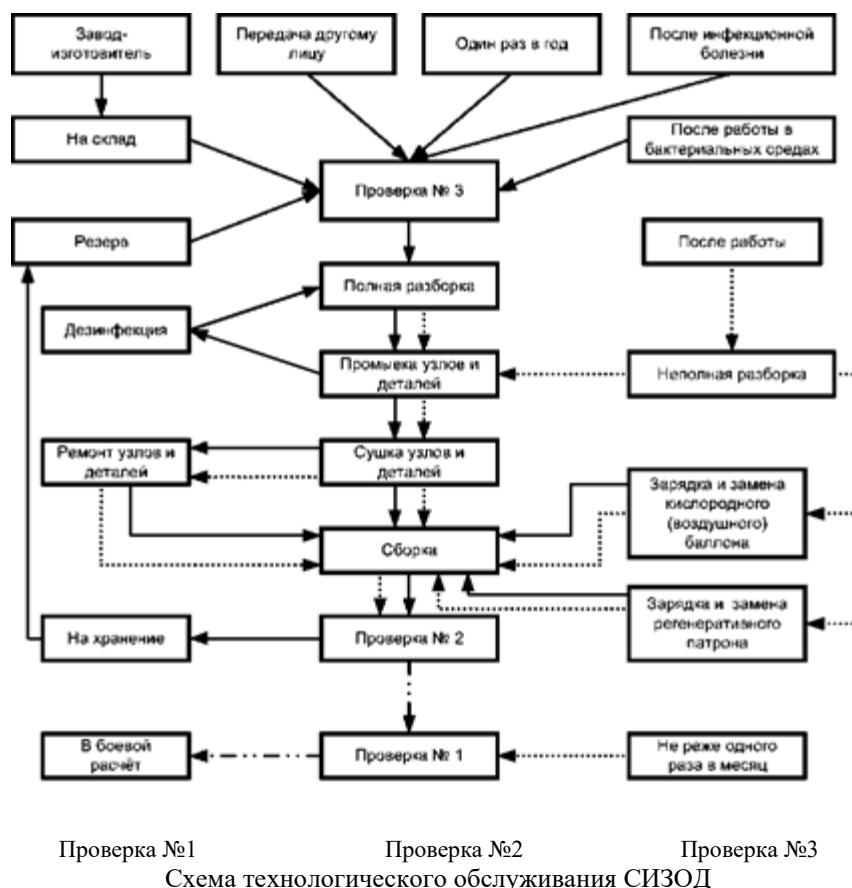 Завод-
изготовитель
Передача другому
лицу
Один раз в год
После инфекционной
болезни
На склад
После работы в
бактериальных средах
Проверка № 3
Резерв
После работы
Полная разборка
Дезинфекция
Промывка узлов и
деталей
Неполная разборка
Ремонт узлов и
деталей
Сушка узлов и
деталей
Зарядка и замена
кислородного
(воздушного)
баллона
Сборка
На хранение
Проверка № 2
Зарядка и замена
регенеративного
патрона
В боевой
расчёт
Проверка № 1
Не реже одного
раза в месяц
Проверка №1 Проверка №2 Проверка №3
Схема технологического обслуживания СИЗОД